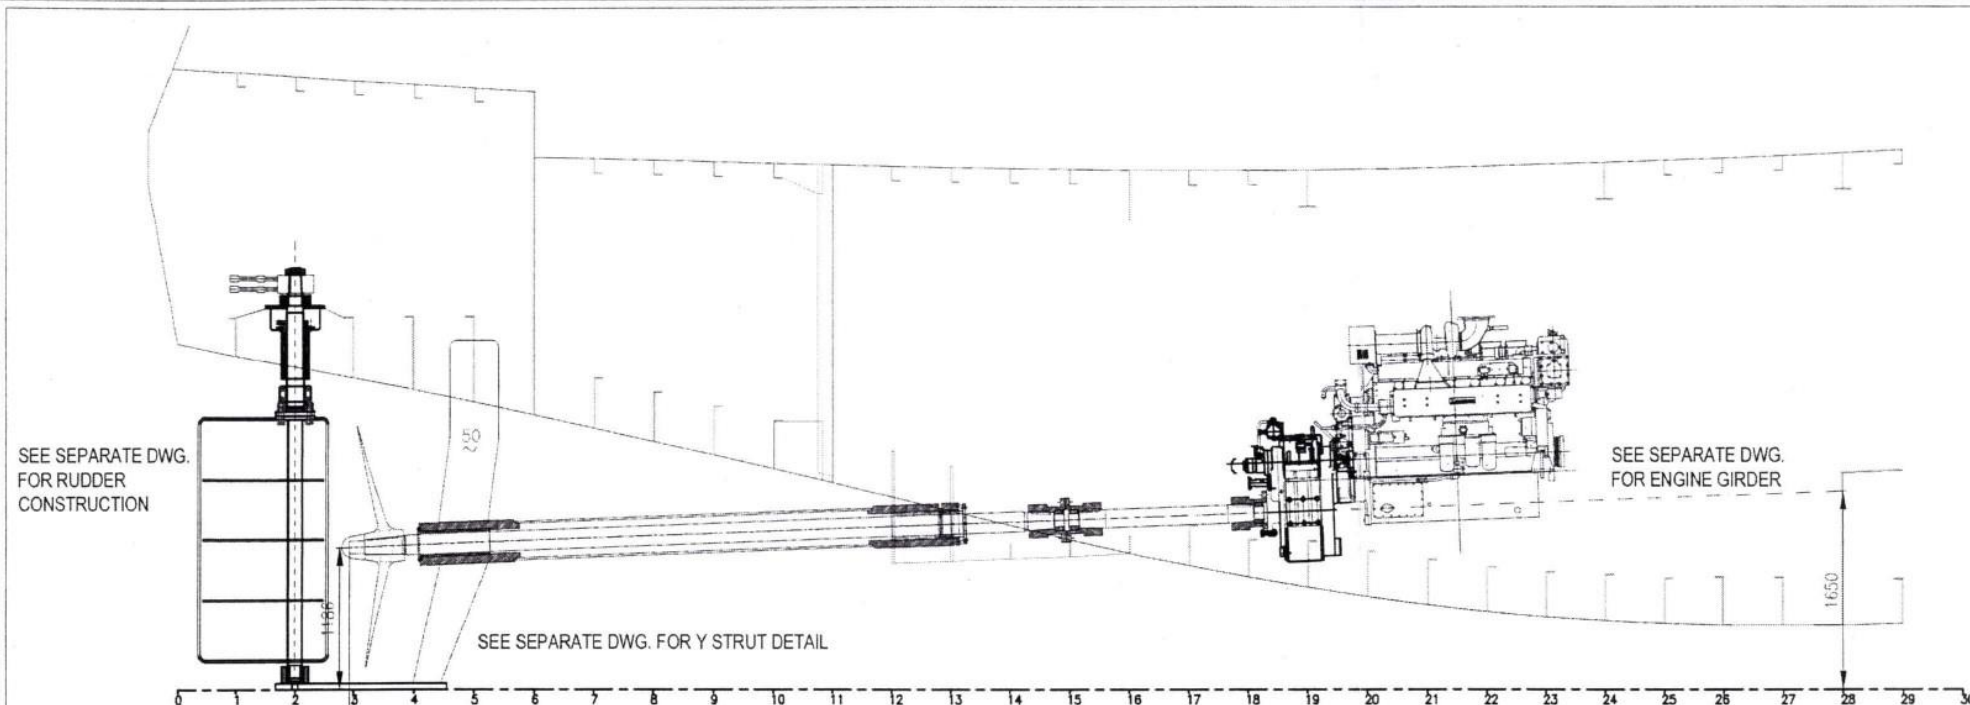 SEE SEPARATE DWG.
FOR RUDDER
CONSTRUCTION
50
1186
SEE SEPARATE DWG. FOR Y STRUT DETAIL
SEE SEPARATE DWG.
FOR ENGINE GIRDER
1650
0 1 2 3 4 5 6 7 8 9 10 11 12 13 14 15 16 17 18 19 20 21 22 23 24 25 26 27 28 29 30